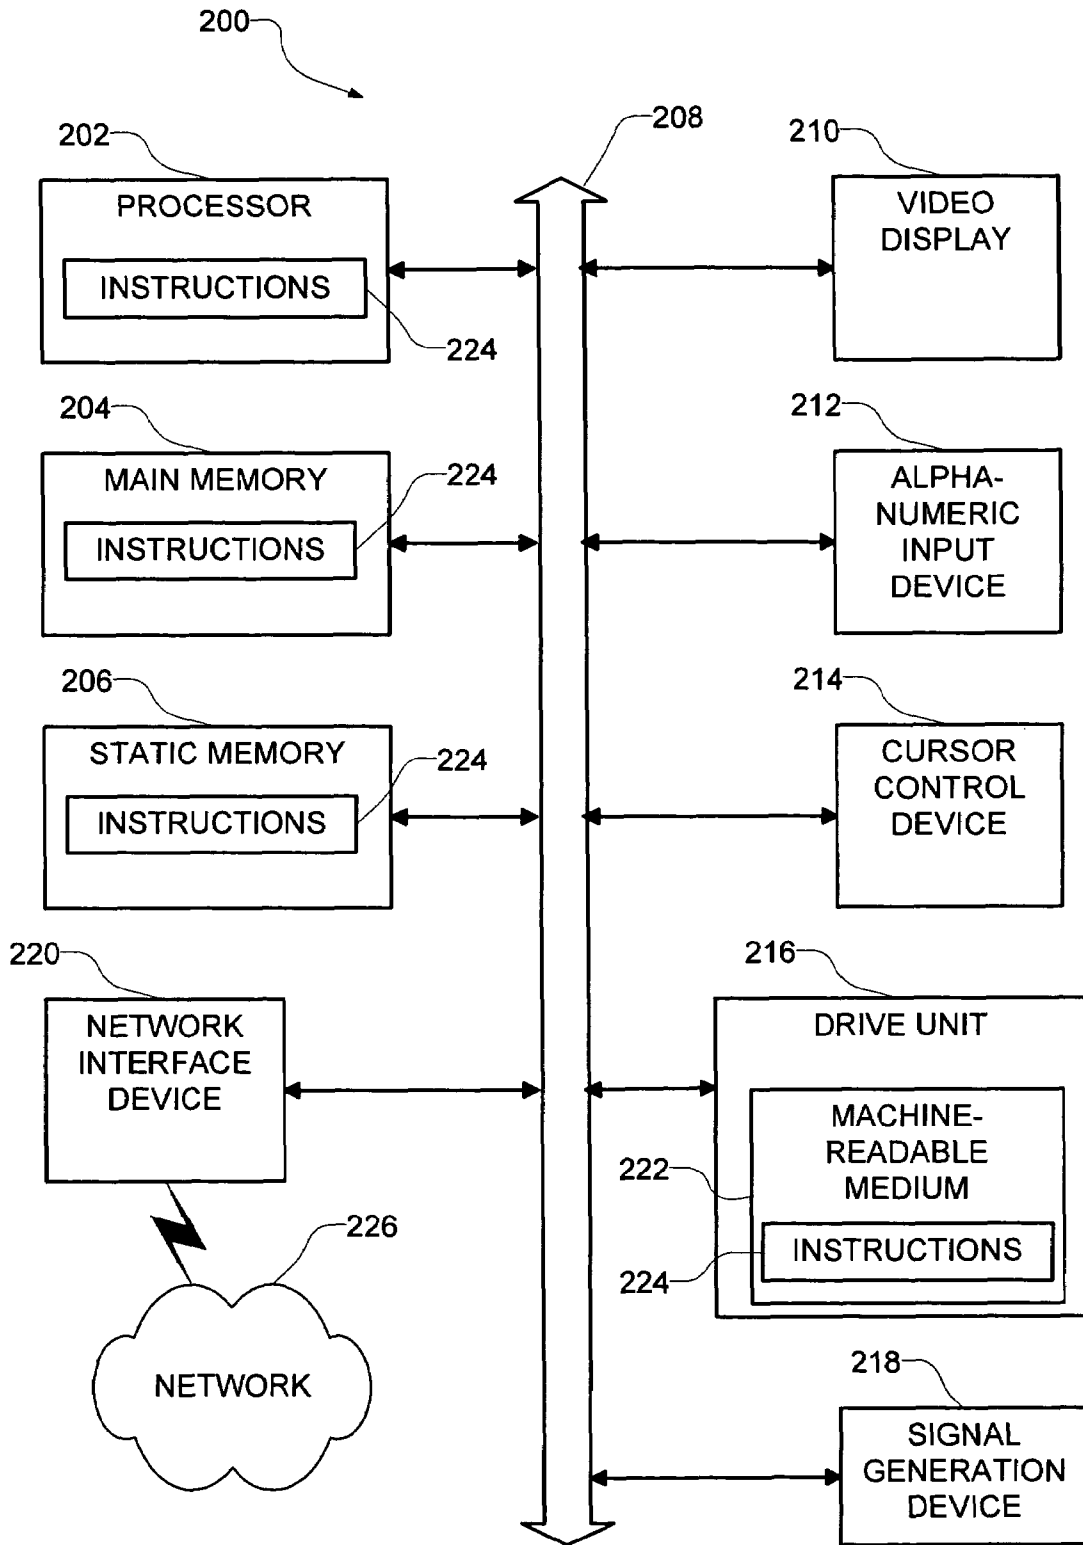 200
208
202
PROCESSOR
INSTRUCTIONS
224
210
VIDEO
DISPLAY
204
MAIN MEMORY
224
INSTRUCTIONS
212
ALPHA-
NUMERIC
INPUT
DEVICE
206
STATIC MEMORY
224
INSTRUCTIONS
214
CURSOR
CONTROL
DEVICE
220
NETWORK
INTERFACE
DEVICE
216
DRIVE UNIT
MACHINE-
READABLE
MEDIUM
222
INSTRUCTIONS
224
226
NETWORK
218
SIGNAL
GENERATION
DEVICE